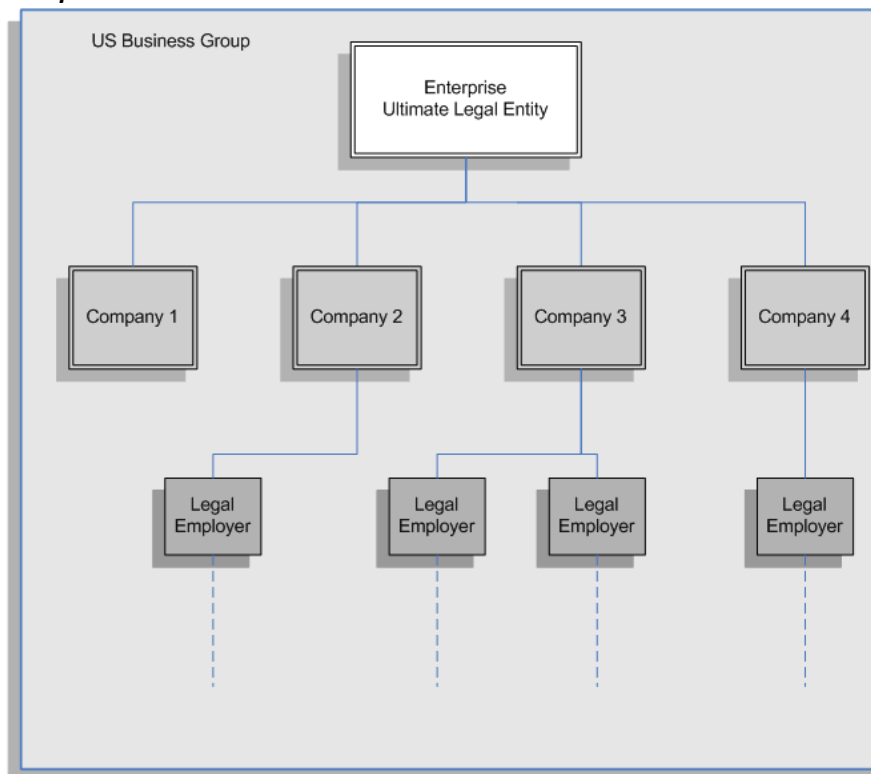 US Business Group
Enterprise
Ultimate Legal Entity
Company 1
Company 2
Company 3
Company 4
Legal
Employer
Legal
Employer
Legal
Employer
Legal
Employer